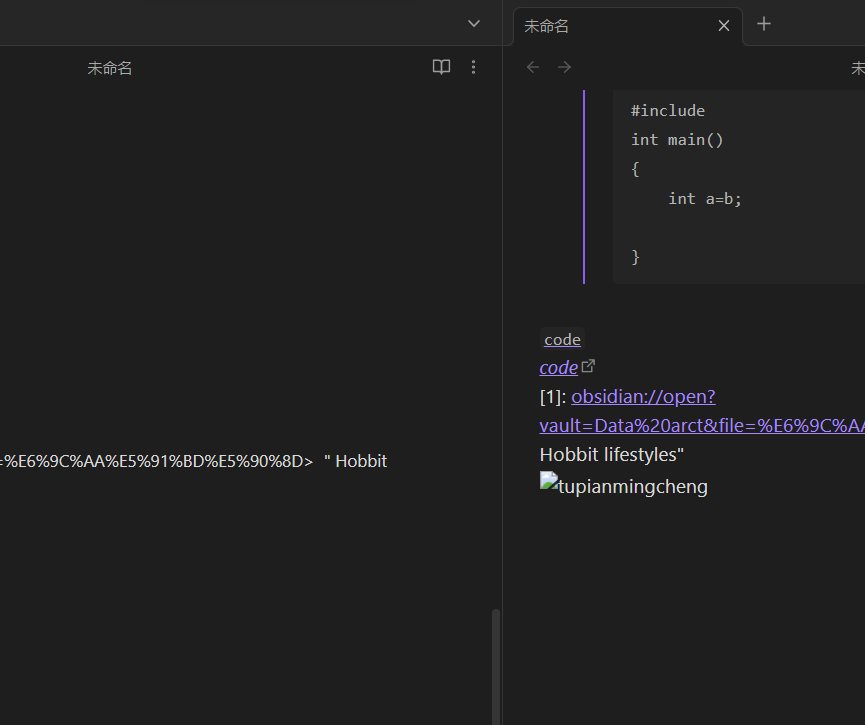 未命名
未命名
=%E6%9C%AA%E5%91%BD%E5%90%8D> " Hobbit
未命名
#include
int main()
{
    int a=b;
}
code
code
[1]: obsidian://open?
vault=Data%20arct&file=%E6%9C%AA
Hobbit lifestyles"
tupianmingcheng